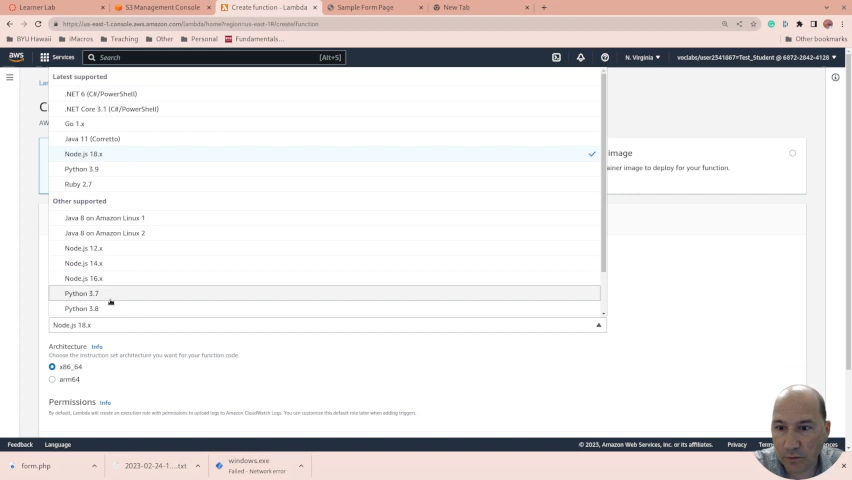 Learner Lab
S3 Management Console
Create function - Lambda
Sample Form Page
New Tab
https://us-east-1.console.aws.amazon.com/lambda/home?region=us-east-1#/create/function
BYU Hawaii
iMacros
Teaching
Other
Personal
Fundamentals...
Other bookmarks
aws
Services
Search
[Alt+S]
N. Virginia
voclabs/user2341867=Test_Student @ 6872-2842-4128
Latest supported
.NET 6 (C#/PowerShell)
.NET Core 3.1 (C#/PowerShell)
Go 1.x
Java 11 (Corretto)
Node.js 18.x
Python 3.9
Ruby 2.7
image
ainer image to deploy for your function.
Other supported
Java 8 on Amazon Linux 1
Java 8 on Amazon Linux 2
Node.js 12.x
Node.js 14.x
Node.js 16.x
Python 3.7
Python 3.8
Node.js 18.x
Architecture Info
Choose the instruction set architecture you want for your function code.
x86_64
arm64
Permissions Info
By default, Lambda will create an execution role with permissions to upload logs to Amazon CloudWatch Logs. You can customize this default role later when adding triggers.
Feedback
Language
© 2023, Amazon Web Services, Inc. or its affiliates.
Privacy
form.php
2023-02-24-1....txt
windows.exe
Failed - Network error